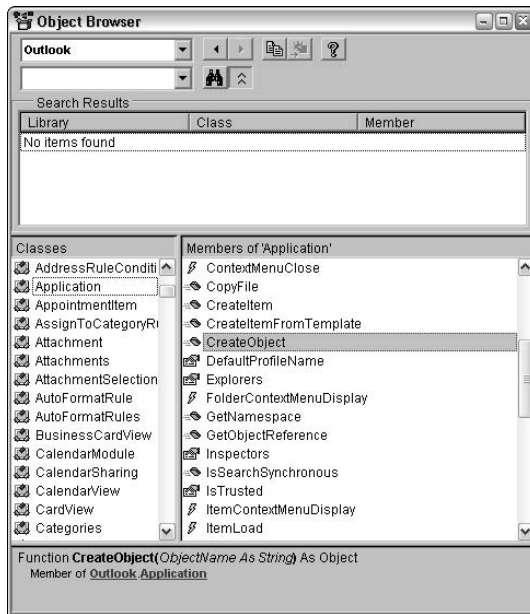 Object Browser
Outlook
Search Results
Library Class Member
No items found
Classes
AddressRuleConditi
Application
AppointmentItem
AssignToCategoryRu
Attachment
Attachments
AttachmentSelection
AutoFormatRule
AutoFormatRules
BusinessCardView
CalendarModule
CalendarSharing
CalendarView
CardView
Categories
Members of 'Application'
ContextMenuClose
CopyFile
CreateItem
CreateItemFromTemplate
CreateObject
DefaultProfileName
Explorers
FolderContextMenuDisplay
GetNamespace
GetObjectReference
Inspectors
IsSearchSynchronous
IsTrusted
ItemContextMenuDisplay
ItemLoad
Function CreateObject(ObjectName As String) As Object
Member of Outlook.Application